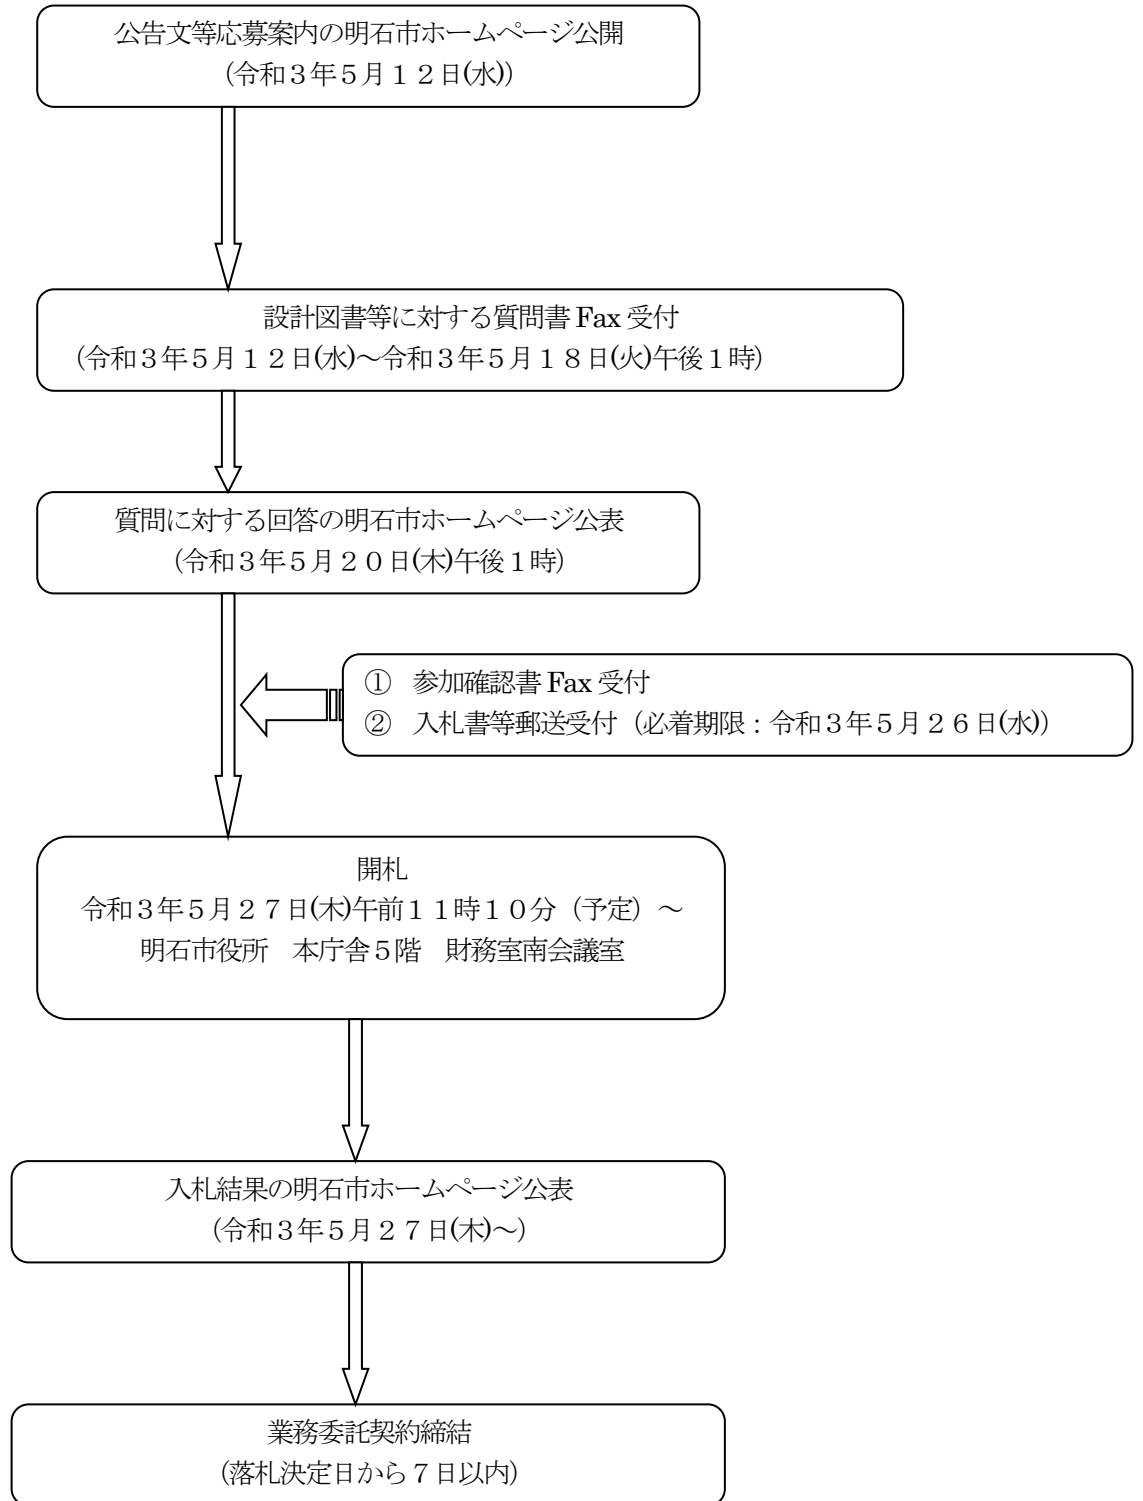 公告文等応募案内の明石市ホームページ公開
（令和３年５月１２日(水)）
設計図書等に対する質問書 Fax 受付
（令和３年５月１２日(水)～令和３年５月１８日(火)午後１時）
質問に対する回答の明石市ホームページ公表
（令和３年５月２０日(木)午後１時）
① 参加確認書 Fax 受付
② 入札書等郵送受付（必着期限：令和３年５月２６日(水)）
開札
令和３年５月２７日(木)午前１１時１０分（予定）～
明石市役所　本庁舎５階　財務室南会議室
入札結果の明石市ホームページ公表
（令和３年５月２７日(木)～）
業務委託契約締結
（落札決定日から７日以内）